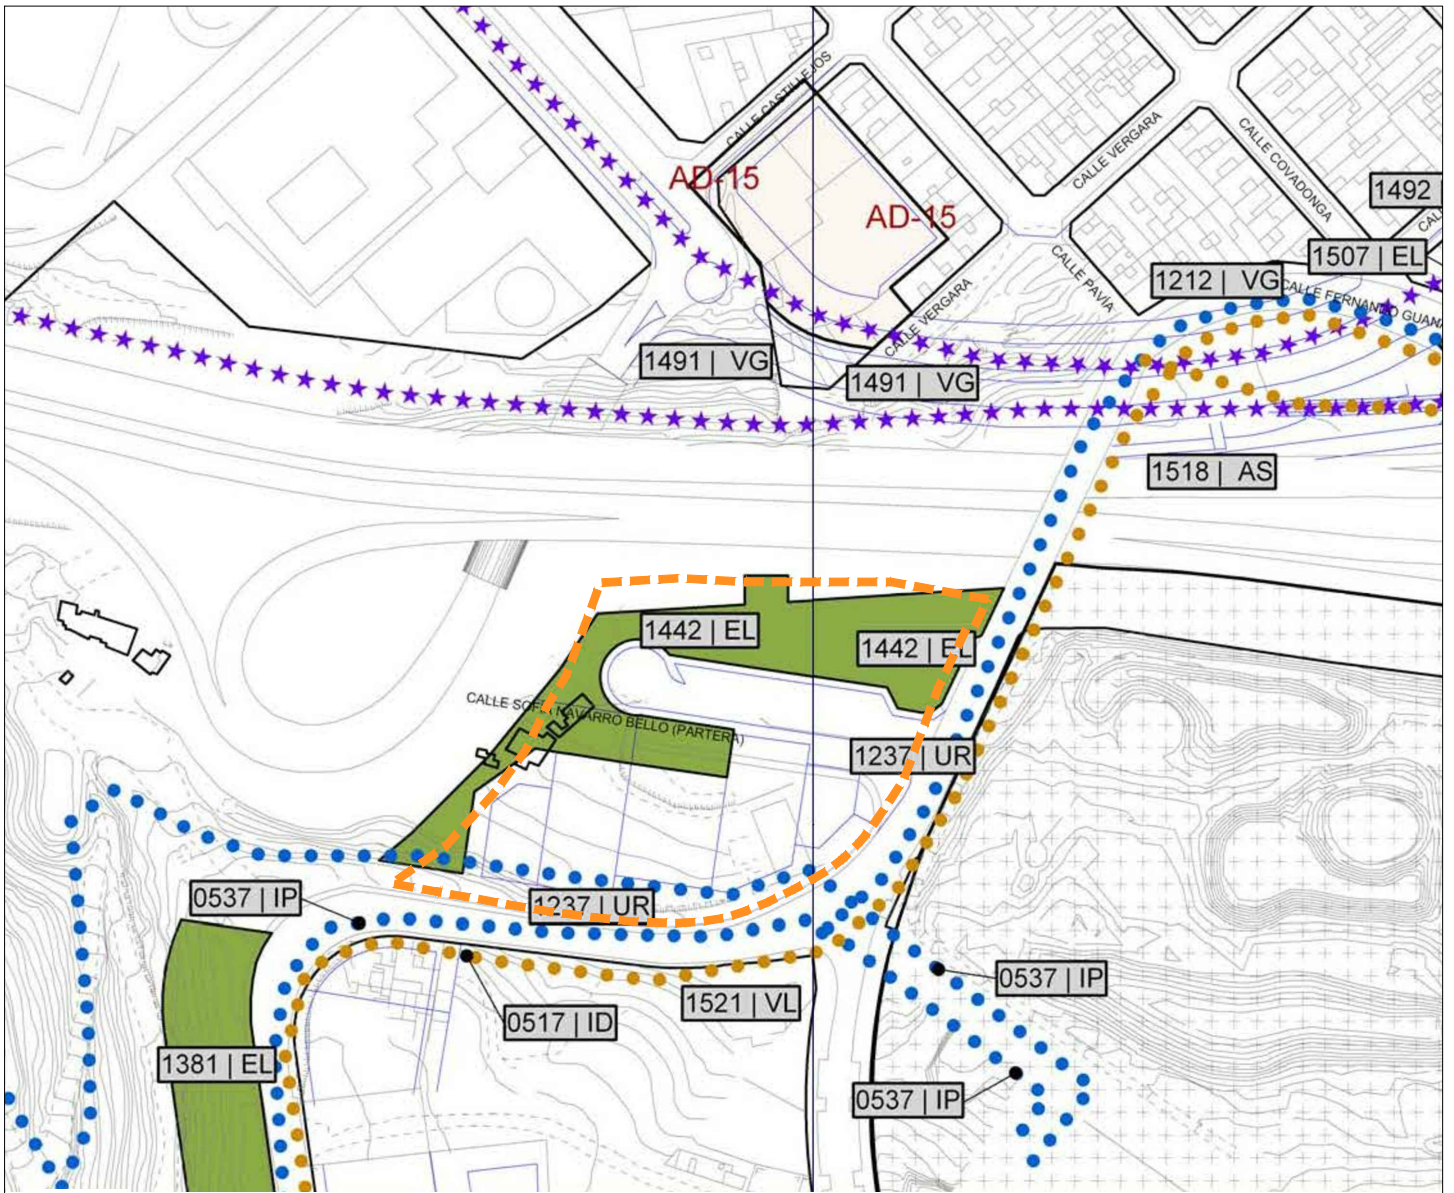 CALLE CASTILLEJOS
AD-15
AD-15
CALLE VERGARA
CALLE COVADONGA
1492
CALLE PAVÍA
1507 | EL
1212 | VG
CALLE FERNANDO GUANA
CALLE VERGARA
1491 | VG
1491 | VG
1518 | AS
1442 | EL
1442 | EL
CALLE SOFÍA NAVARRO BELLO (PARTERA)
1237 | UR
0537 | IP
1237 | UR
0537 | IP
1521 | VL
0517 | ID
1381 | EL
0537 | IP